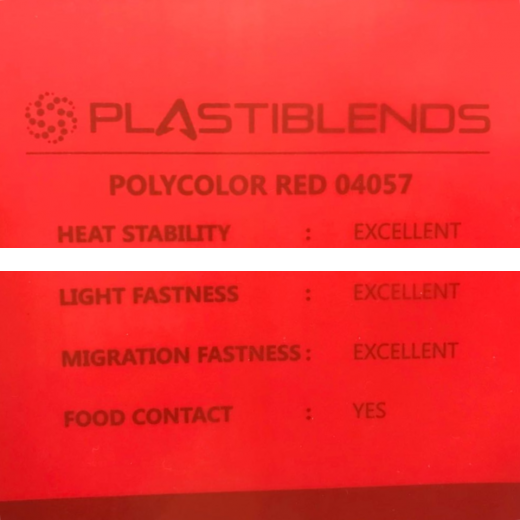 PLASTIBLENDS
POLYCOLOR RED 04057
HEAT STABILITY : EXCELLENT
LIGHT FASTNESS : EXCELLENT
MIGRATION FASTNESS : EXCELLENT
FOOD CONTACT : YES